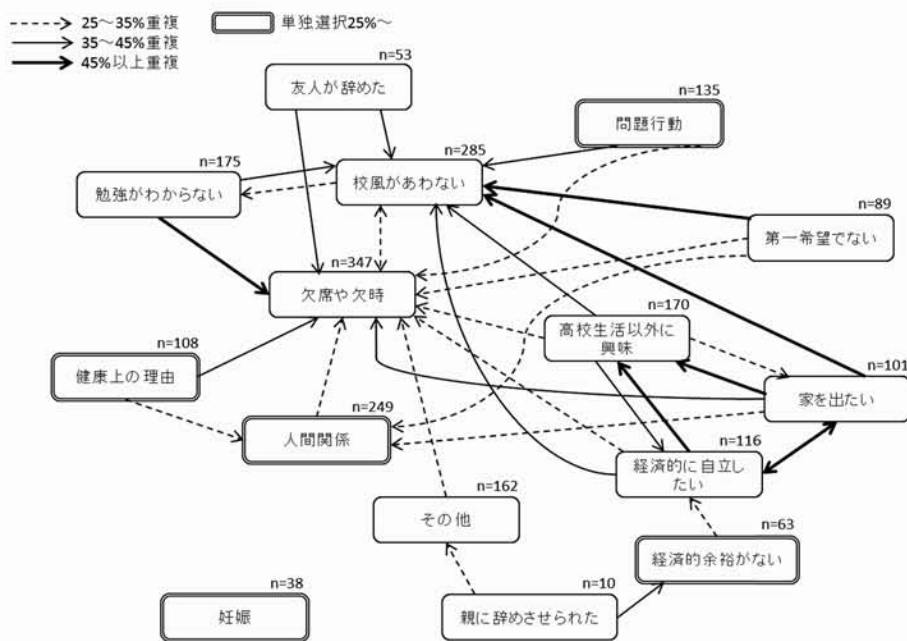 25～35%重複
単独選択25%～
35～45%重複
45%以上重複
n=53
友人が辞めた
n=135
問題行動
n=175
勉強がわからない
n=285
校風があわない
n=89
第一希望でない
n=347
欠席や欠時
n=170
高校生活以外に
興味
n=108
健康上の理由
n=101
家を出たい
n=249
人間関係
n=116
経済的に自立し
たい
n=162
その他
n=63
経済的余裕がない
n=38
妊娠
n=10
親に辞めさせられた